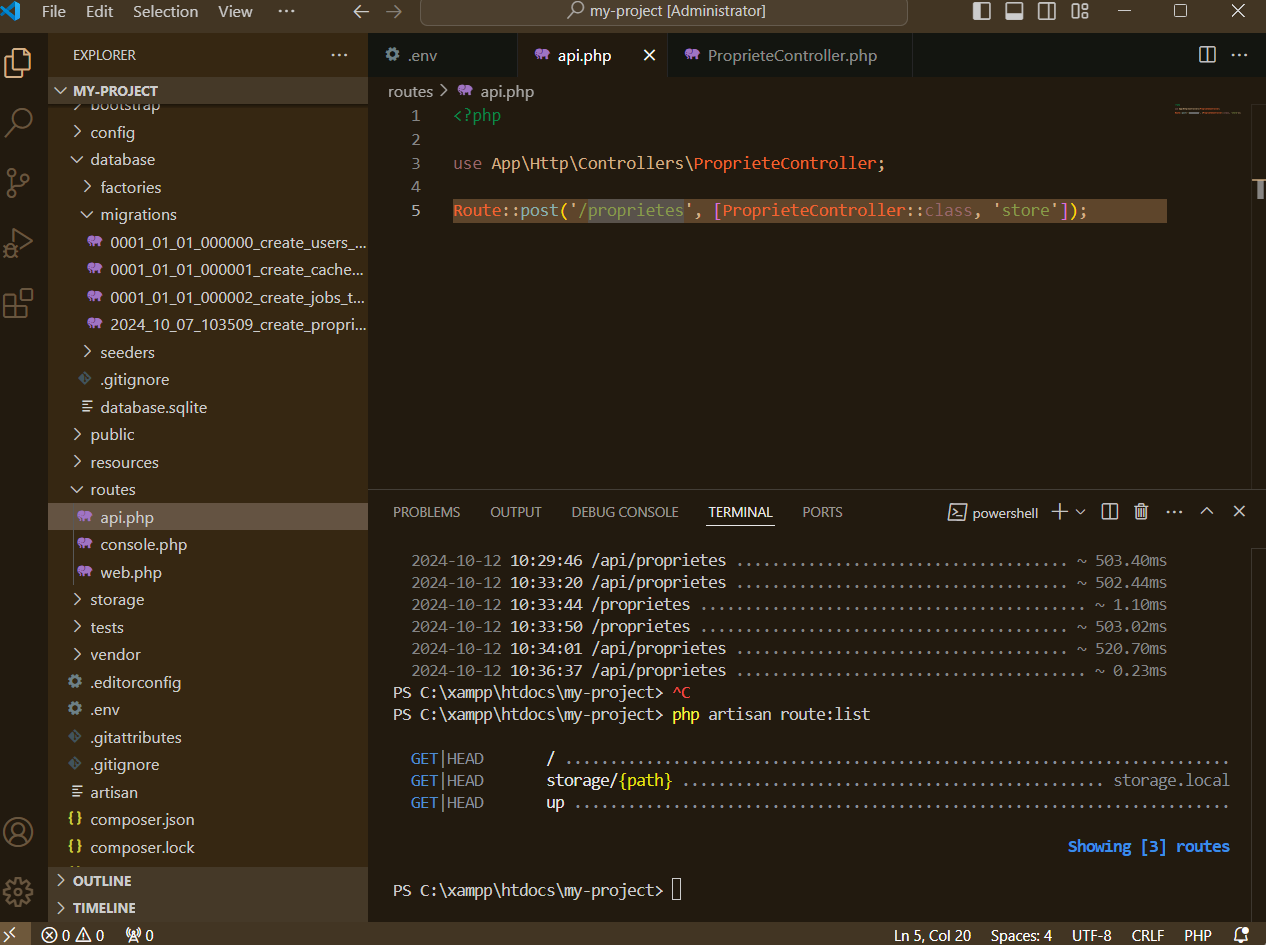 File Edit Selection View ··· my-project [Administrator]
EXPLORER ···
MY-PROJECT
bootstrap
config
database
factories
migrations
0001_01_01_000000_create_users_...
0001_01_01_000001_create_cache...
0001_01_01_000002_create_jobs_t...
2024_10_07_103509_create_propri...
seeders
.gitignore
database.sqlite
public
resources
routes
api.php
console.php
web.php
storage
tests
vendor
.editorconfig
.env
.gitattributes
.gitignore
artisan
composer.json
composer.lock
OUTLINE
TIMELINE
.env api.php ProprieteController.php
routes > api.php
1 <?php
2
3 use App\Http\Controllers\ProprieteController;
4
5 Route::post('/proprietes', [ProprieteController::class, 'store']);
PROBLEMS OUTPUT DEBUG CONSOLE TERMINAL PORTS powershell
2024-10-12 10:29:46 /api/proprietes ..................................... ~ 503.40ms
2024-10-12 10:33:20 /api/proprietes ..................................... ~ 502.44ms
2024-10-12 10:33:44 /proprietes ........................................... ~ 1.10ms
2024-10-12 10:33:50 /proprietes ......................................... ~ 503.02ms
2024-10-12 10:34:01 /api/proprietes ..................................... ~ 520.70ms
2024-10-12 10:36:37 /api/proprietes ....................................... ~ 0.23ms
PS C:\xampp\htdocs\my-project> ^C
PS C:\xampp\htdocs\my-project> php artisan route:list
GET|HEAD / ..........................................................................
GET|HEAD storage/{path} ............................................... storage.local
GET|HEAD up .........................................................................
Showing [3] routes
PS C:\xampp\htdocs\my-project>
0 0 0 Ln 5, Col 20 Spaces: 4 UTF-8 CRLF PHP